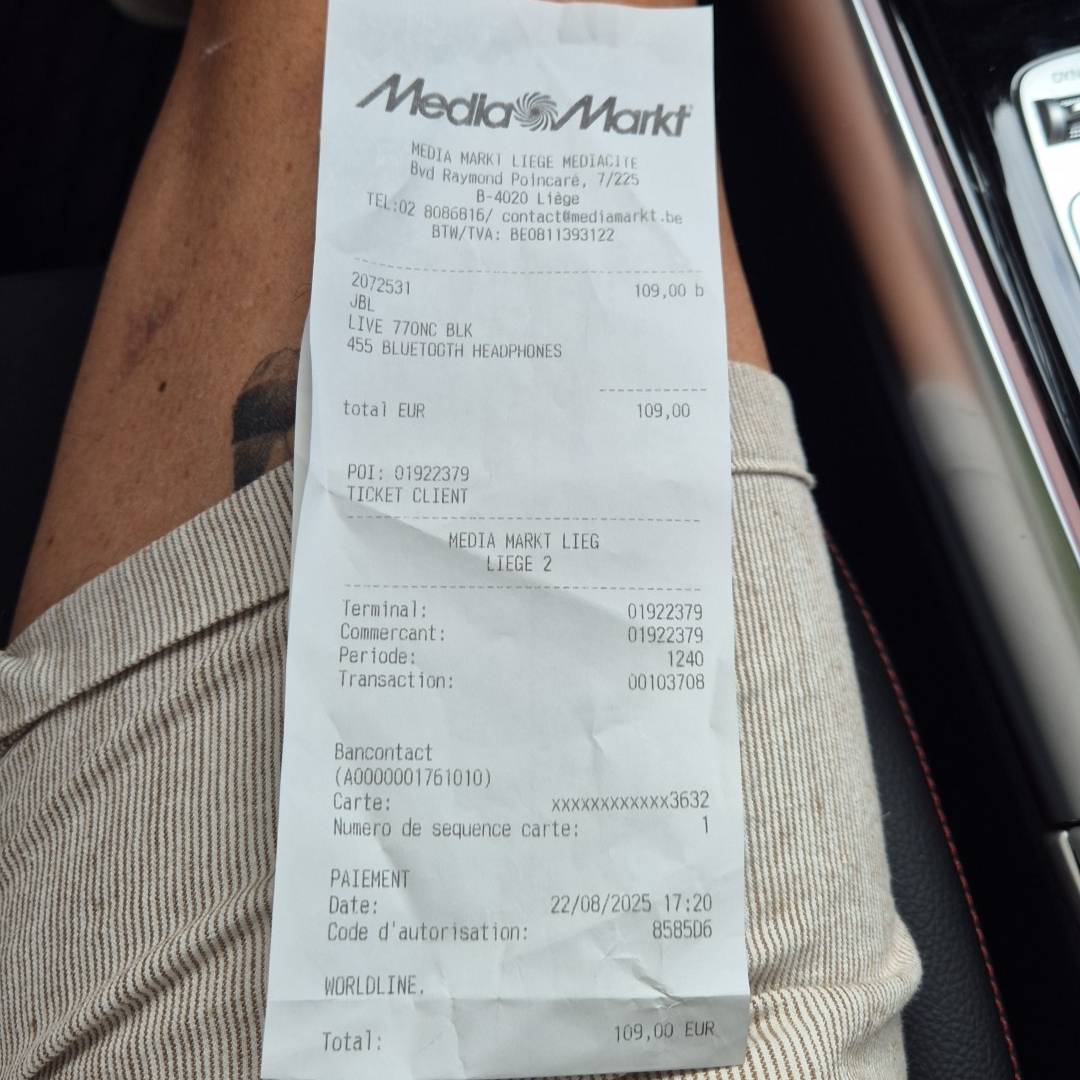 Media Markt
MEDIA MARKT LIEGE MEDIACITE
Bvd Raymond Poincaré, 7/225
B-4020 Liège
TEL:02 8086816/ contact@mediamarkt.be
BTW/TVA: BE0811393122
2072531 109,00 b
JBL
LIVE 770NC BLK
455 BLUETOOTH HEADPHONES
total EUR 109,00
POI: 01922379
TICKET CLIENT
MEDIA MARKT LIEG
LIEGE 2
Terminal: 01922379
Commercant: 01922379
Periode: 1240
Transaction: 00103708
Bancontact
(A0000001761010)
Carte: xxxxxxxxxxxx3632
Numero de sequence carte: 1
PAIEMENT
Date: 22/08/2025 17:20
Code d'autorisation: 8585D6
WORLDLINE.
Total: 109,00 EUR